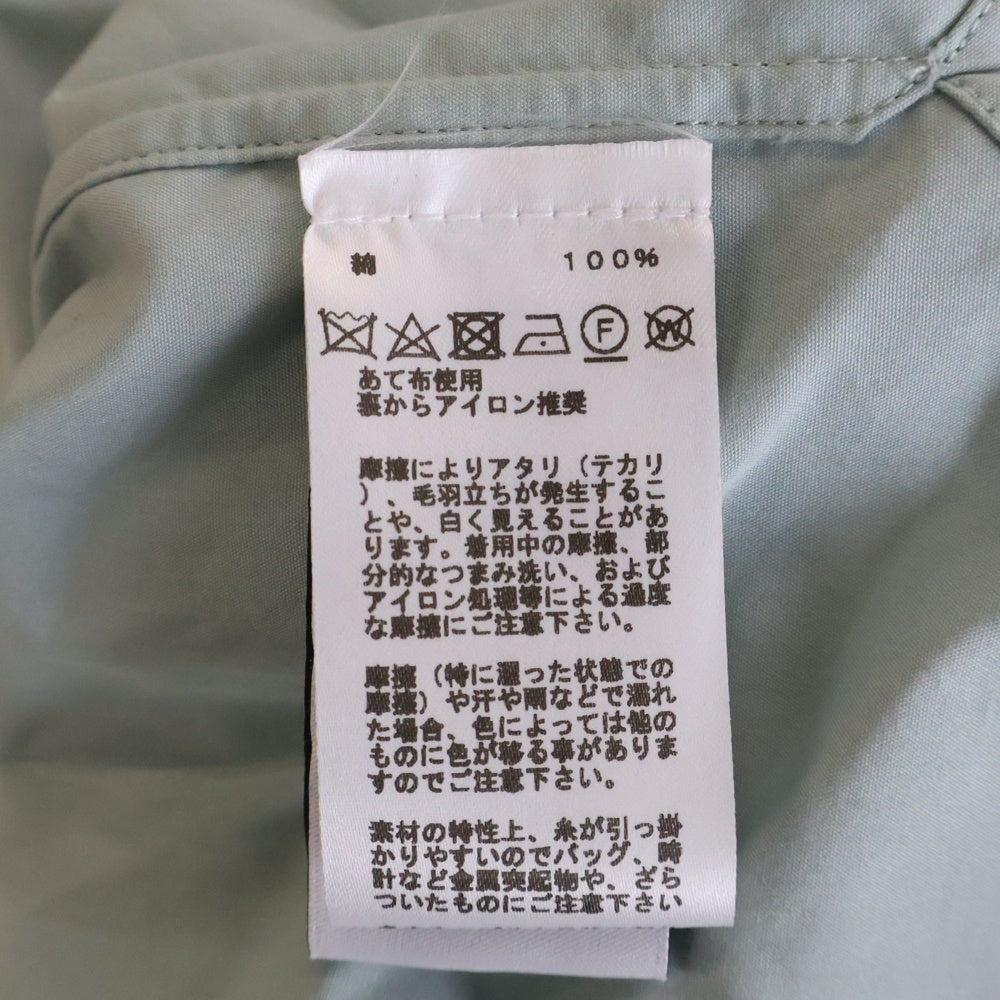 綿 100%
F W
あて布使用
裏からアイロン推奨
摩擦によりアタリ（テカリ
）、毛羽立ちが発生するこ
とや、白く見えることがあ
ります。着用中の摩擦、部
分的なつまみ洗い、および
アイロン処理等による過度
な摩擦にご注意下さい。
摩擦（特に湿った状態での
摩擦）や汗や雨などで濡れ
た場合、色によっては他の
ものに色が移る事がありま
すのでご注意下さい。
素材の特性上、糸が引っ掛
かりやすいのでバッグ、時
計など金属突起物や、ざら
ついたものにご注意下さい